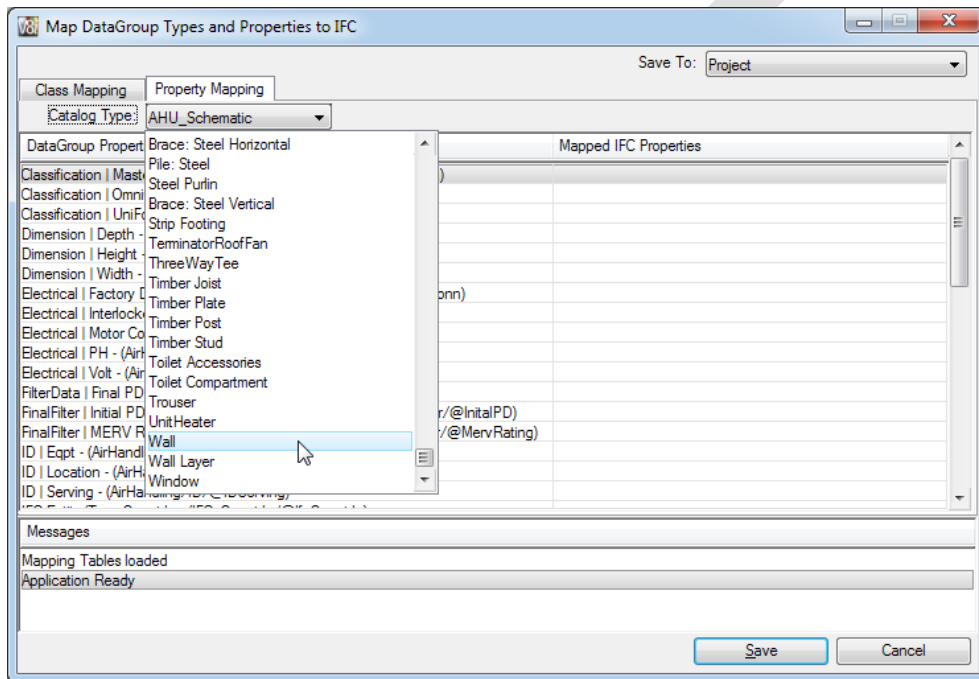 Map DataGroup Types and Properties to IFC
Save To: Project
Class Mapping Property Mapping
Catalog Type: AHU_Schematic
DataGroup Propert Mapped IFC Properties
Brace: Steel Horizontal
Pile: Steel
Steel Purlin
Brace: Steel Vertical
Strip Footing
TerminatorRoofFan
ThreeWayTee
Timber Joist
Timber Plate
Timber Post
Timber Stud
Toilet Accessories
Toilet Compartment
Trouser
UnitHeater
Wall
Wall Layer
Window
Classification | Mast )
Classification | Omni
Classification | UniFo
Dimension | Depth -
Dimension | Height -
Dimension | Width -
Electrical | Factory D onn)
Electrical | Interlock
Electrical | Motor Co
Electrical | PH - (AirH
Electrical | Volt - (Air
FilterData | Final PD
FinalFilter | Initial PD r/@InitalPD)
FinalFilter | MERV R r/@MervRating)
ID | Eqpt - (AirHandl
ID | Location - (AirHa
ID | Serving - (AirHa
Messages
Mapping Tables loaded
Application Ready
Save Cancel